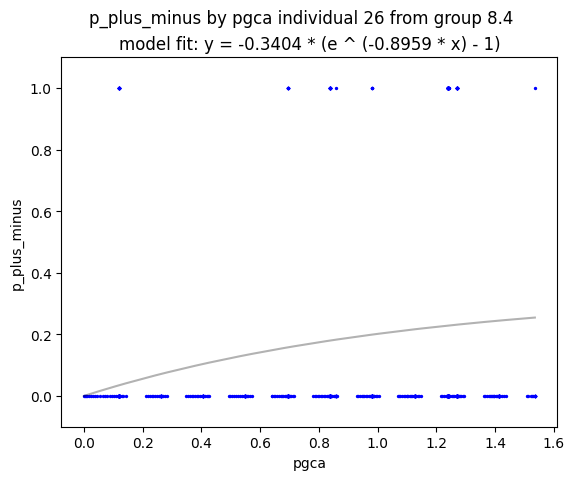 p_plus_minus by pgca individual 26 from group 8.4
model fit: y = -0.3404 * (e ^ (-0.8959 * x) - 1)
1.0
0.8
0.6
0.4
0.2
0.0
p_plus_minus
0.0 0.2 0.4 0.6 0.8 1.0 1.2 1.4 1.6
pgca